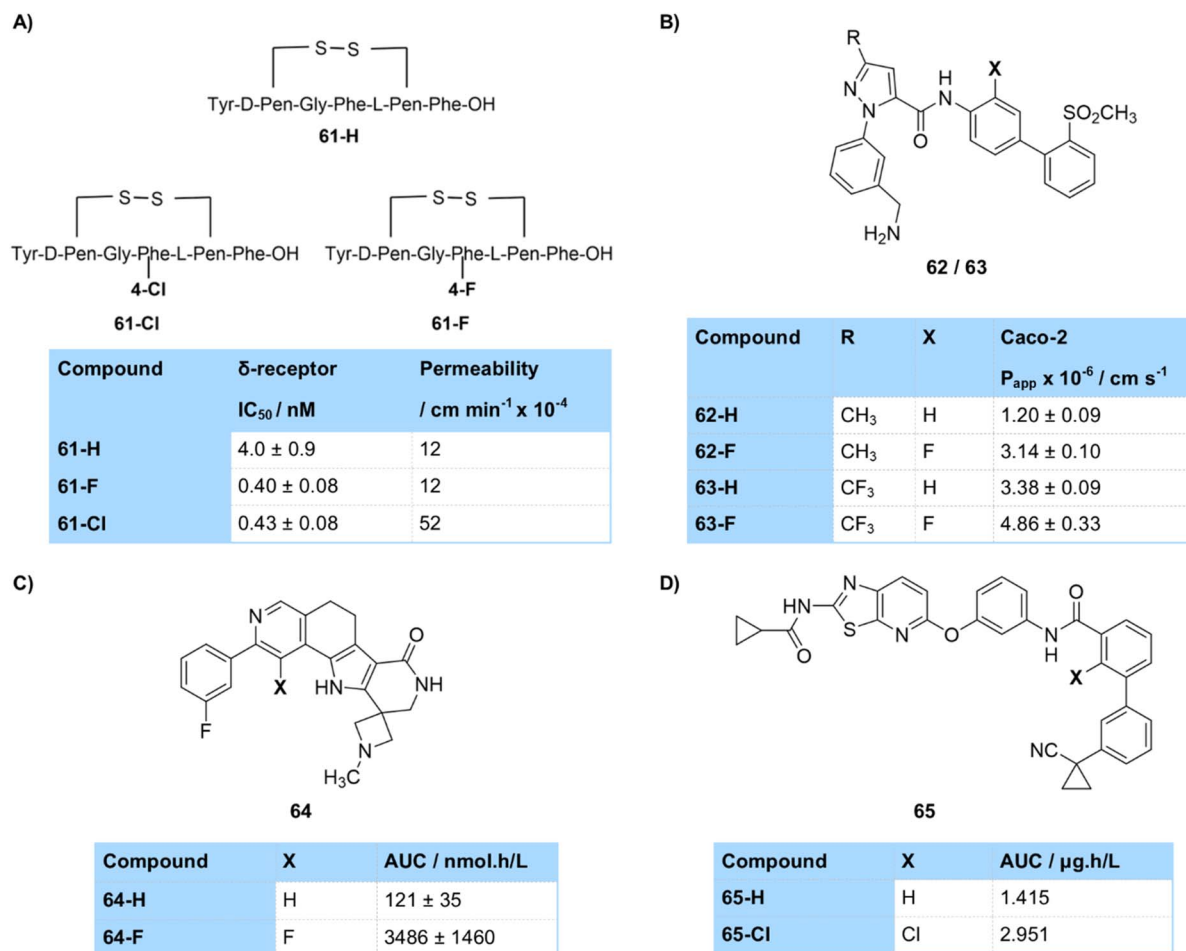 A)
S–S
Tyr-D-Pen-Gly-Phe-L-Pen-Phe-OH
61-H
S–S
Tyr-D-Pen-Gly-Phe-L-Pen-Phe-OH
4-Cl
61-Cl
S–S
Tyr-D-Pen-Gly-Phe-L-Pen-Phe-OH
4-F
61-F
Compound δ-receptor Permeability
IC₅₀ / nM / cm min⁻¹ x 10⁻⁴
61-H 4.0 ± 0.9 12
61-F 0.40 ± 0.08 12
61-Cl 0.43 ± 0.08 52
B)
R
H
X
N
N
N
O
SO₂CH₃
H₂N
62 / 63
Compound R X Caco-2
Pₐₚₚ x 10⁻⁶ / cm s⁻¹
62-H CH₃ H 1.20 ± 0.09
62-F CH₃ F 3.14 ± 0.10
63-H CF₃ H 3.38 ± 0.09
63-F CF₃ F 4.86 ± 0.33
C)
N
O
X
HN
NH
F
N
H₃C
64
Compound X AUC / nmol.h/L
64-H H 121 ± 35
64-F F 3486 ± 1460
D)
N
O
HN
S
N
O
N
H
O
X
NC
65
Compound X AUC / µg.h/L
65-H H 1.415
65-Cl Cl 2.951